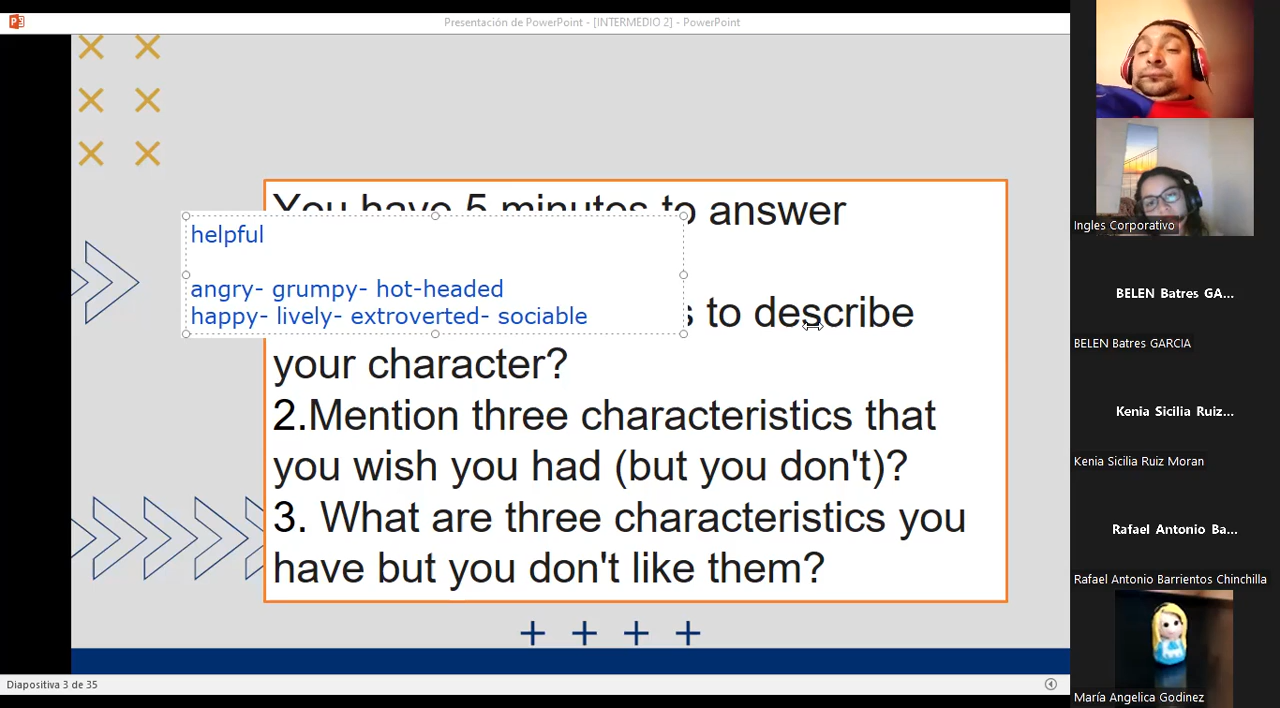 Presentación de PowerPoint - [INTERMEDIO 2] - PowerPoint
You have 5 minutes to answer
helpful
angry- grumpy- hot-headed
happy- lively- extroverted- sociable
to describe
your character?
2.Mention three characteristics that
you wish you had (but you don't)?
3. What are three characteristics you
have but you don't like them?
Diapositiva 3 de 35
Ingles Corporativo
BELEN Batres GA...
BELEN Batres GARCIA
Kenia Sicilia Ruiz...
Kenia Sicilia Ruiz Moran
Rafael Antonio Ba...
Rafael Antonio Barrientos Chinchilla
María Angelica Godinez